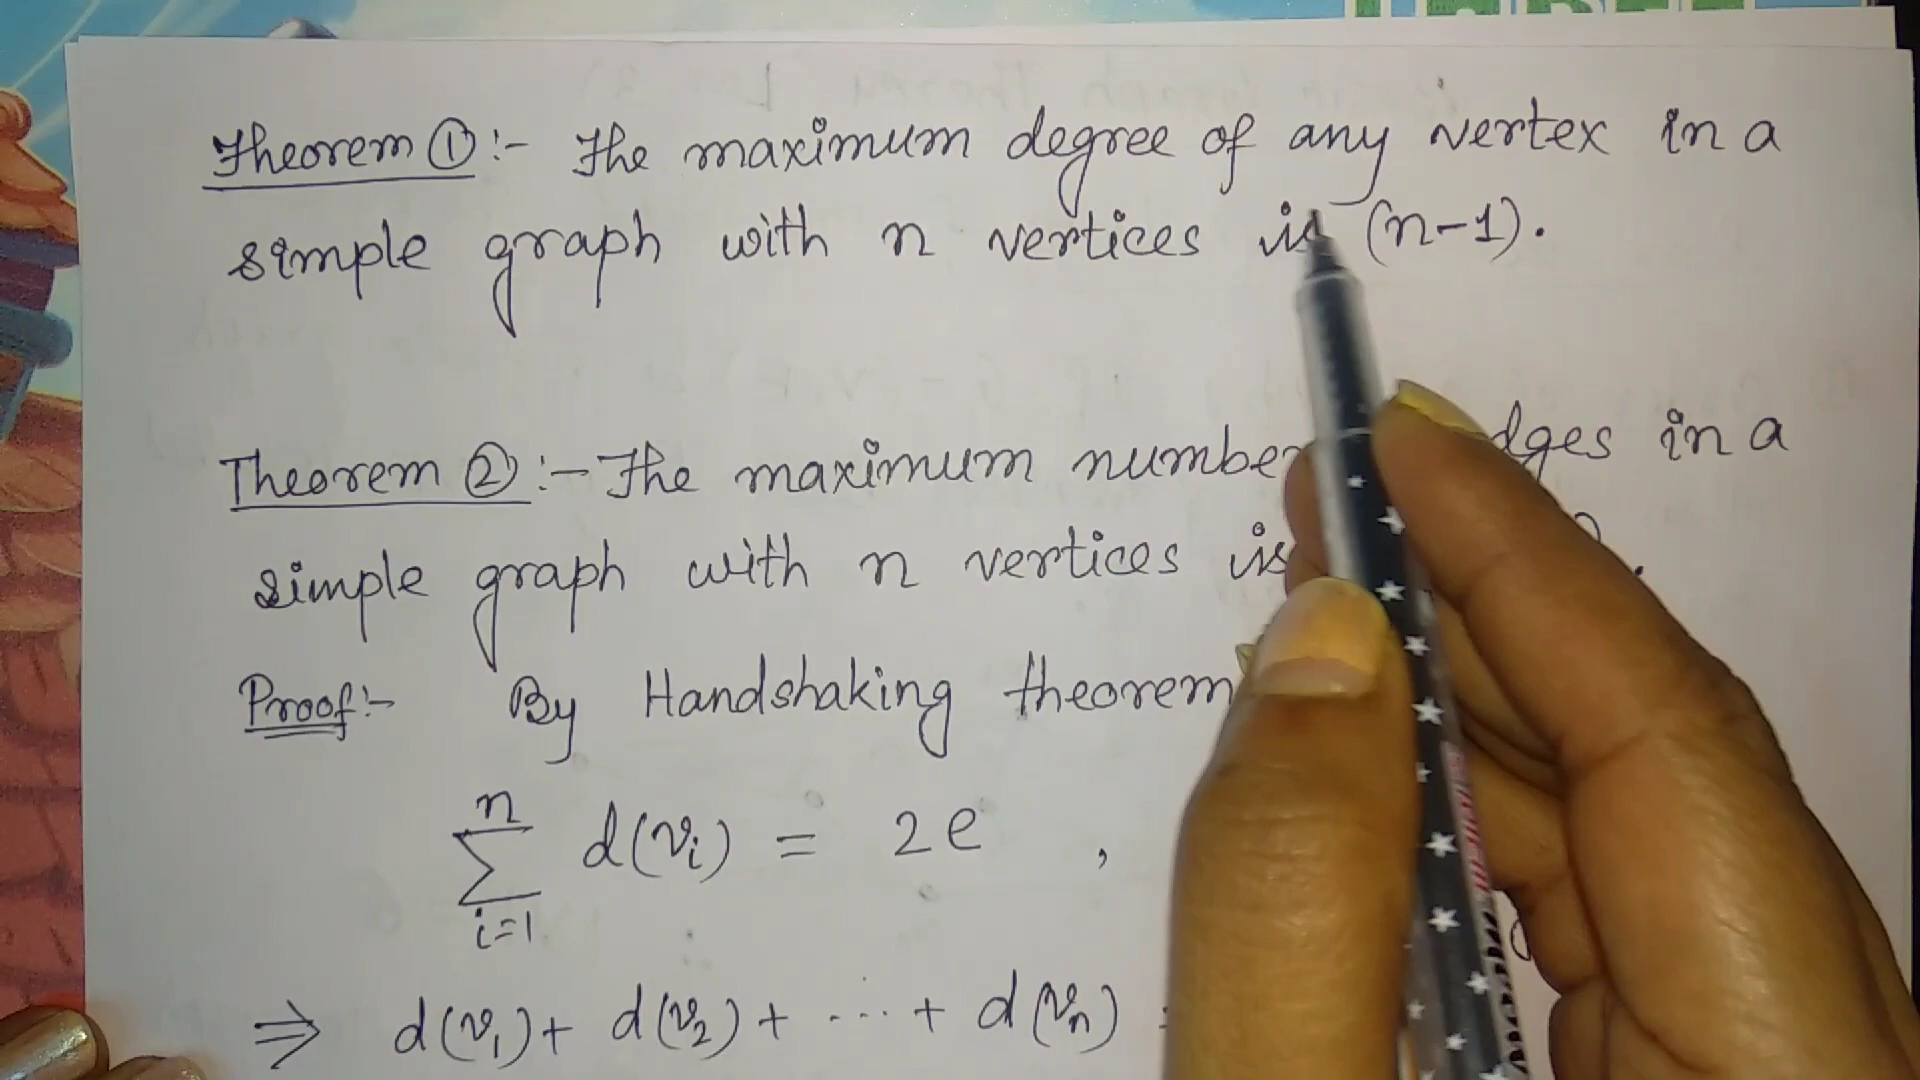 Theorem ① :- The maximum degree of any vertex in a
simple graph with n vertices is (n-1).
Theorem ② :- The maximum number dges in a
simple graph with n vertices is
Proof :- By Handshaking theorem
n
∑ d(vᵢ) = 2e ,
i=1
⇒ d(v₁) + d(v₂) + ... + d(vₙ)